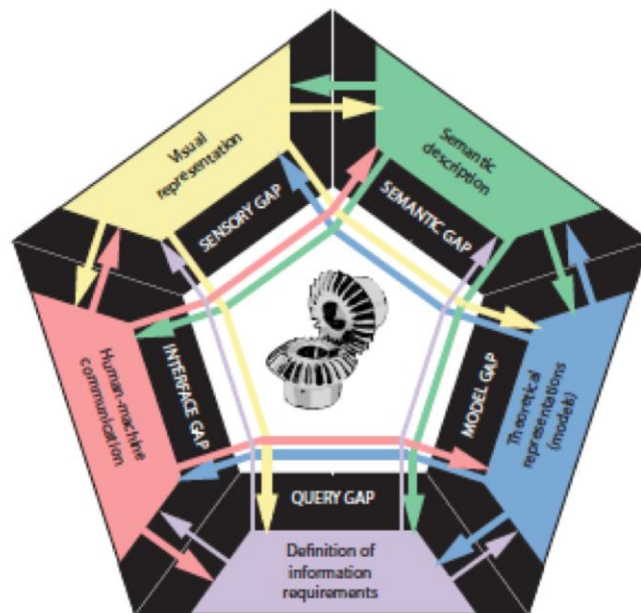 Visual
representation
Semantic
description
SENSORY GAP
SEMANTIC GAP
Human-machine
communication
INTERFACE GAP
MODEL GAP
Theoretical
representations
(models)
QUERY GAP
Definition of
information
requirements